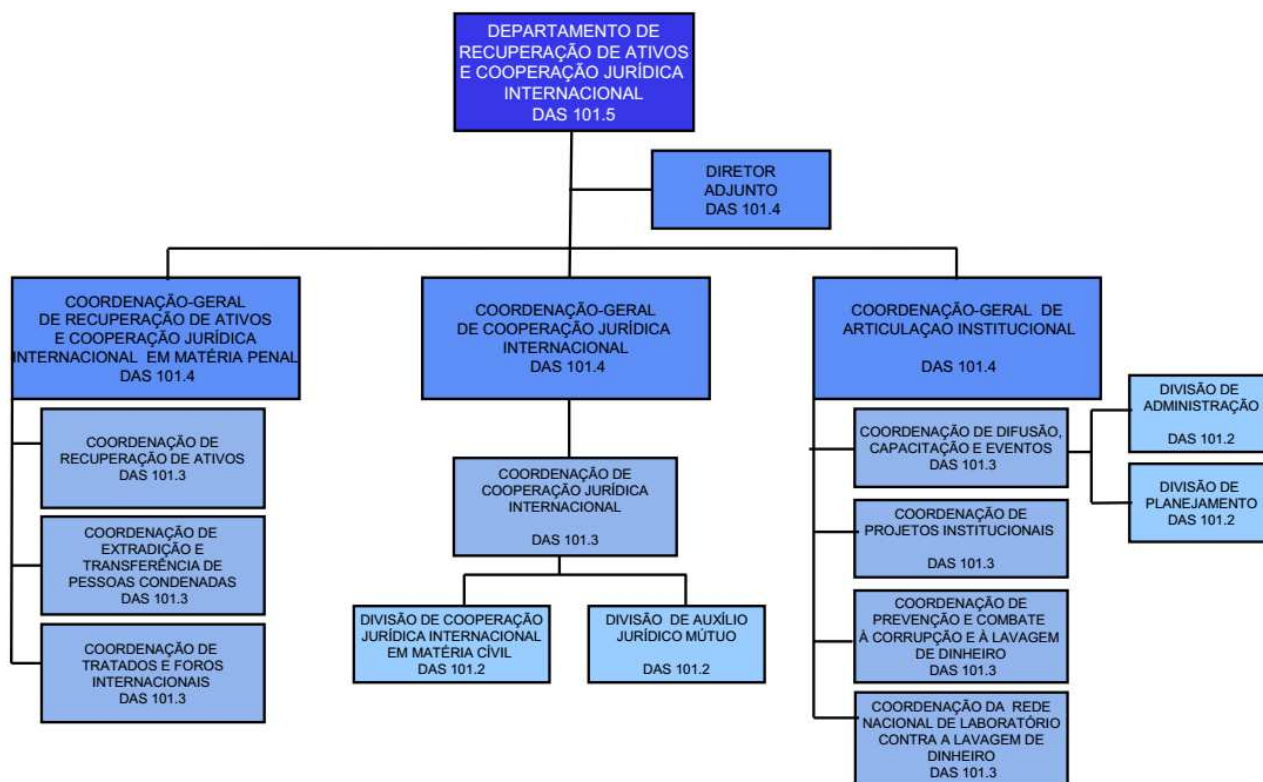 DEPARTAMENTO DE
RECUPERAÇÃO DE ATIVOS
E COOPERAÇÃO JURÍDICA
INTERNACIONAL
DAS 101.5
DIRETOR
ADJUNTO
DAS 101.4
COORDENAÇÃO-GERAL
DE RECUPERAÇÃO DE ATIVOS
E COOPERAÇÃO JURÍDICA
INTERNACIONAL EM MATÉRIA PENAL
DAS 101.4
COORDENAÇÃO DE
RECUPERAÇÃO DE ATIVOS
DAS 101.3
COORDENAÇÃO DE
EXTRADIÇÃO E
TRANSFERÊNCIA DE
PESSOAS CONDENADAS
DAS 101.3
COORDENAÇÃO DE
TRATADOS E FOROS
INTERNACIONAIS
DAS 101.3
COORDENAÇÃO-GERAL
DE COOPERAÇÃO JURÍDICA
INTERNACIONAL
DAS 101.4
COORDENAÇÃO DE
COOPERAÇÃO JURÍDICA
INTERNACIONAL
DAS 101.3
DIVISÃO DE COOPERAÇÃO
JURÍDICA INTERNACIONAL
EM MATÉRIA CÍVIL
DAS 101.2
DIVISÃO DE AUXÍLIO
JURÍDICO MÚTUO
DAS 101.2
COORDENAÇÃO-GERAL DE
ARTICULAÇAO INSTITUCIONAL
DAS 101.4
COORDENAÇÃO DE DIFUSÃO,
CAPACITAÇÃO E EVENTOS
DAS 101.3
DIVISÃO DE
ADMINISTRAÇÃO
DAS 101.2
DIVISÃO DE
PLANEJAMENTO
DAS 101.2
COORDENAÇÃO DE
PROJETOS INSTITUCIONAIS
DAS 101.3
COORDENAÇÃO DE
PREVENÇÃO E COMBATE
À CORRUPÇÃO E À LAVAGEM
DE DINHEIRO
DAS 101.3
COORDENAÇÃO DA REDE
NACIONAL DE LABORATÓRIO
CONTRA A LAVAGEM DE
DINHEIRO
DAS 101.3